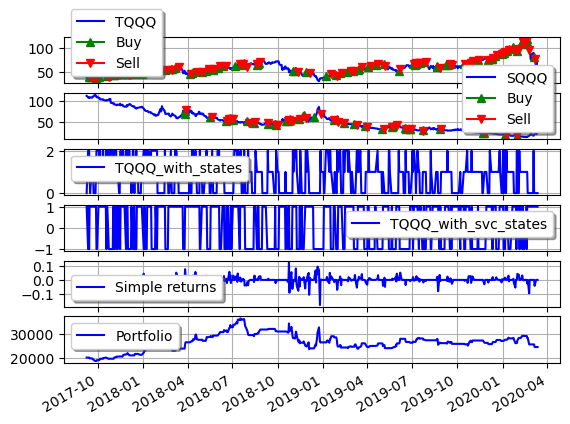 TQQQ
Buy
Sell
100
50
SQQQ
Buy
Sell
100
50
TQQQ_with_states
2
0
TQQQ_with_svc_states
1
0
−1
Simple returns
0.1
0.0
−0.1
Portfolio
30000
20000
2017-10 2018-01 2018-04 2018-07 2018-10 2019-01 2019-04 2019-07 2019-10 2020-01 2020-04